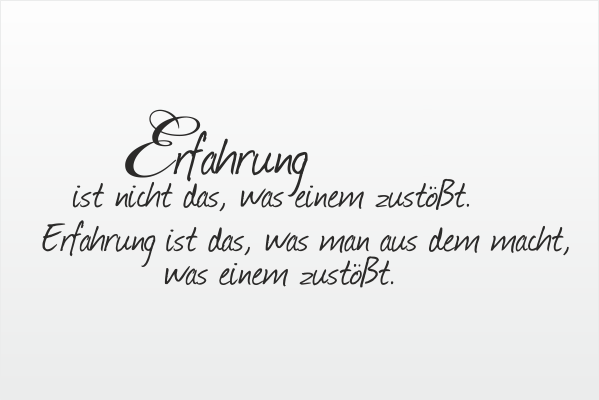 Erfahrung
ist nicht das, was einem zustößt.
Erfahrung ist das, was man aus dem macht,
was einem zustößt.